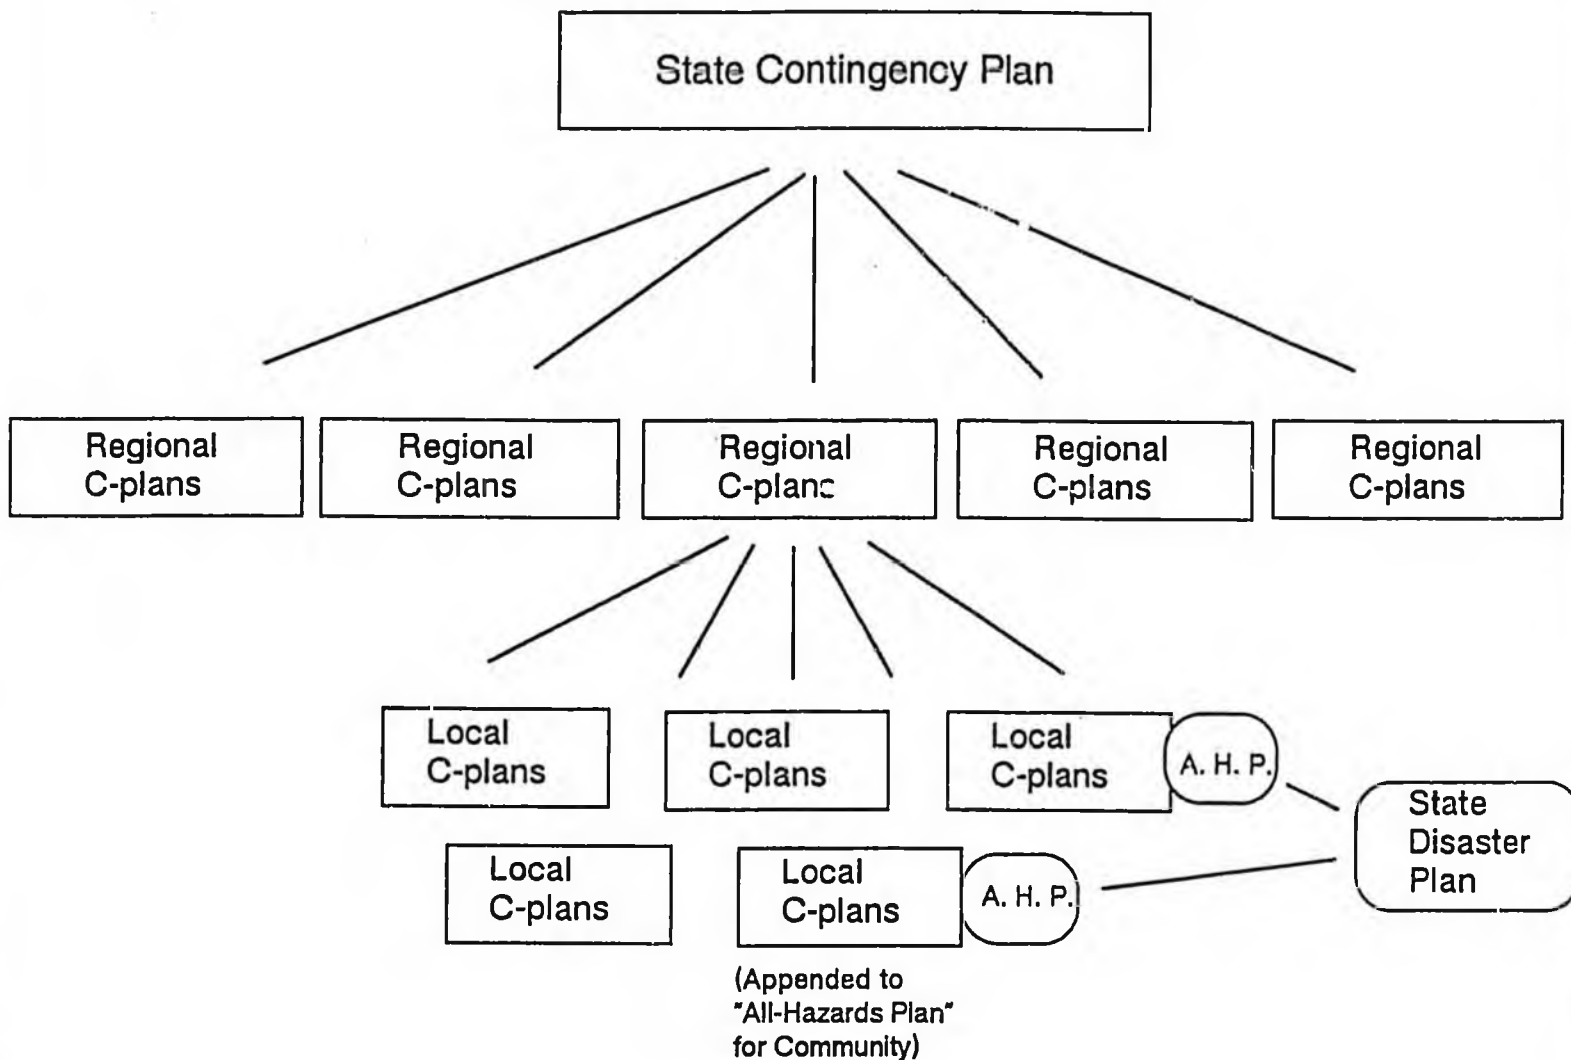 State Contingency Plan
Regional
C-plans
Regional
C-plans
Regional
C-plans
Regional
C-plans
Regional
C-plans
Local
C-plans
Local
C-plans
Local
C-plans
A. H. P.
State
Disaster
Plan
Local
C-plans
Local
C-plans
A. H. P.
(Appended to
"All-Hazards Plan"
for Community)